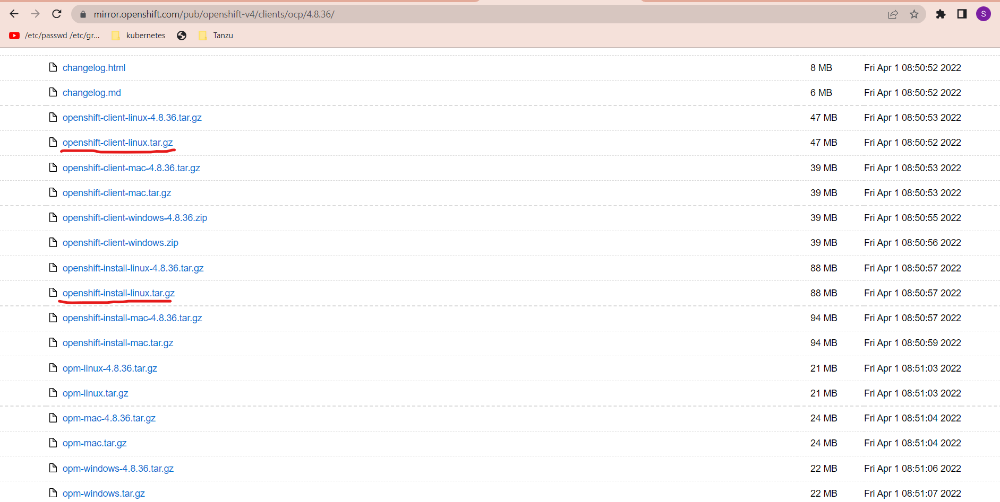 mirror.openshift.com/pub/openshift-v4/clients/ocp/4.8.36/
S
/etc/passwd /etc/gr... kubernetes Tanzu
changelog.html 8 MB Fri Apr 1 08:50:52 2022
changelog.md 6 MB Fri Apr 1 08:50:52 2022
openshift-client-linux-4.8.36.tar.gz 47 MB Fri Apr 1 08:50:53 2022
openshift-client-linux.tar.gz 47 MB Fri Apr 1 08:50:52 2022
openshift-client-mac-4.8.36.tar.gz 39 MB Fri Apr 1 08:50:53 2022
openshift-client-mac.tar.gz 39 MB Fri Apr 1 08:50:53 2022
openshift-client-windows-4.8.36.zip 39 MB Fri Apr 1 08:50:55 2022
openshift-client-windows.zip 39 MB Fri Apr 1 08:50:56 2022
openshift-install-linux-4.8.36.tar.gz 88 MB Fri Apr 1 08:50:57 2022
openshift-install-linux.tar.gz 88 MB Fri Apr 1 08:50:57 2022
openshift-install-mac-4.8.36.tar.gz 94 MB Fri Apr 1 08:50:57 2022
openshift-install-mac.tar.gz 94 MB Fri Apr 1 08:50:59 2022
opm-linux-4.8.36.tar.gz 21 MB Fri Apr 1 08:51:03 2022
opm-linux.tar.gz 21 MB Fri Apr 1 08:51:03 2022
opm-mac-4.8.36.tar.gz 24 MB Fri Apr 1 08:51:04 2022
opm-mac.tar.gz 24 MB Fri Apr 1 08:51:04 2022
opm-windows-4.8.36.tar.gz 22 MB Fri Apr 1 08:51:06 2022
opm-windows.tar.gz 22 MB Fri Apr 1 08:51:07 2022